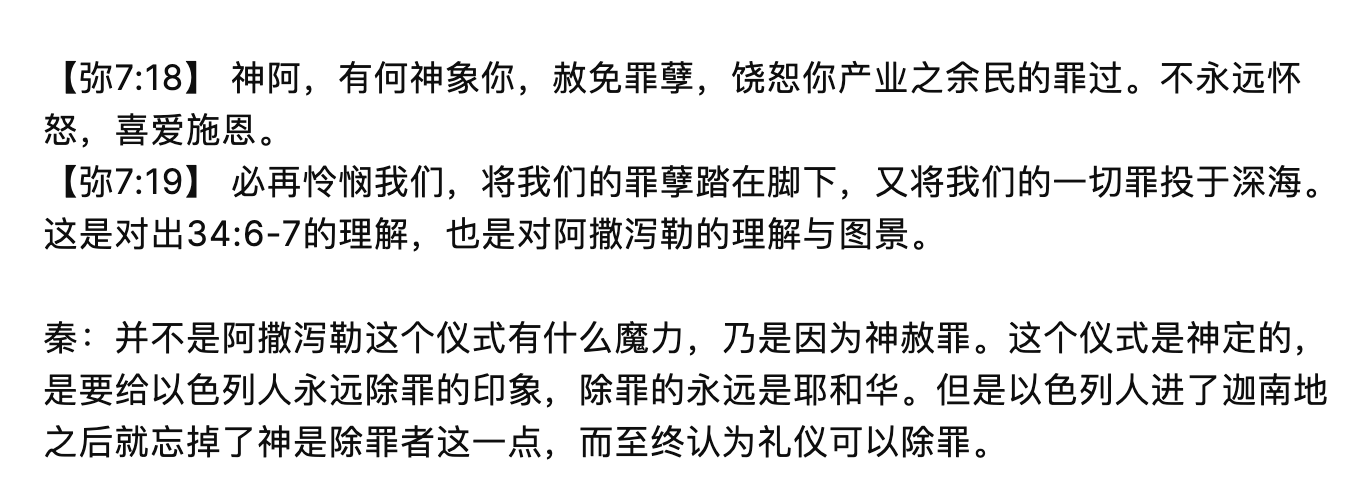 【弥7:18】 神阿，有何神象你，赦免罪孽，饶恕你产业之余民的罪过。不永远怀
怒，喜爱施恩。
【弥7:19】 必再怜悯我们，将我们的罪孽踏在脚下，又将我们的一切罪投于深海。
这是对出34:6-7的理解，也是对阿撒泻勒的理解与图景。
秦：并不是阿撒泻勒这个仪式有什么魔力，乃是因为神赦罪。这个仪式是神定的，
是要给以色列人永远除罪的印象，除罪的永远是耶和华。但是以色列人进了迦南地
之后就忘掉了神是除罪者这一点，而至终认为礼仪可以除罪。